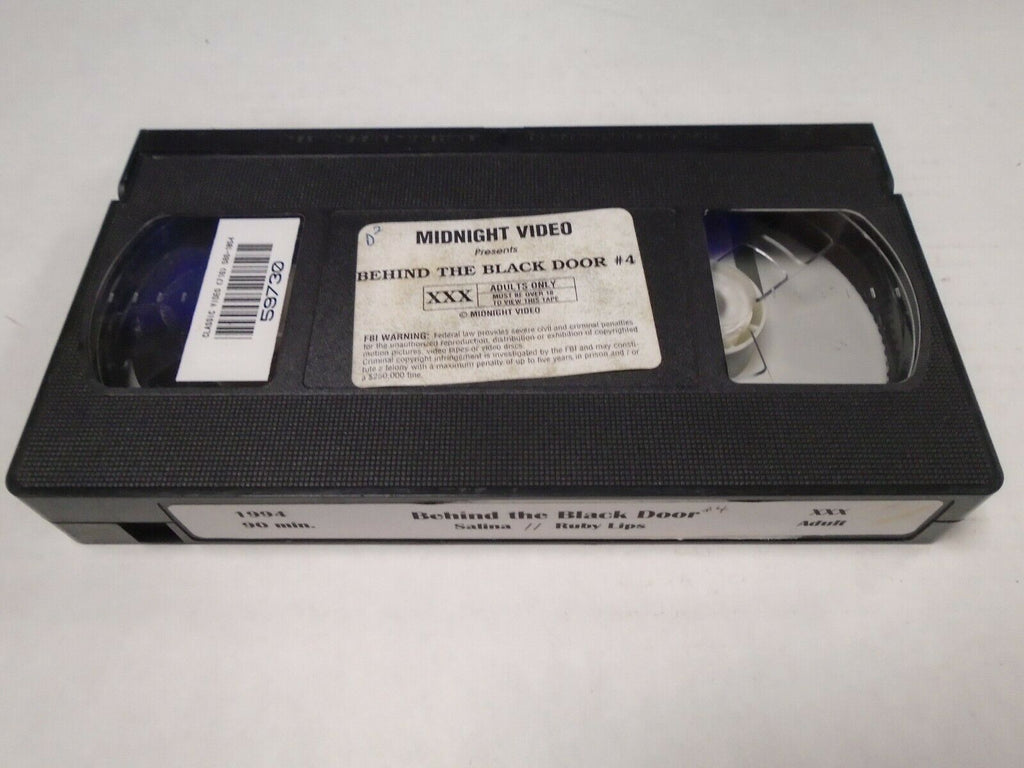 MIDNIGHT VIDEO
Presents
BEHIND THE BLACK DOOR #4
XXX
ADULTS ONLY
MUST BE OVER 18
TO VIEW THIS TAPE
© MIDNIGHT VIDEO
FBI WARNING: Federal law provides severe civil and criminal penalties
for the unauthorized reproduction, distribution or exhibition of copyrighted
motion pictures, video tapes or video discs.
Criminal copyright infringement is investigated by the FBI and may consti-
tute a felony with a maximum penalty of up to five years in prison and / or
a $250,000 fine.
CLASSIC VIDEO (716)
59730
1994
90 min.
Behind the Black Door #4
Salina // Ruby Lips
XXX
Adult